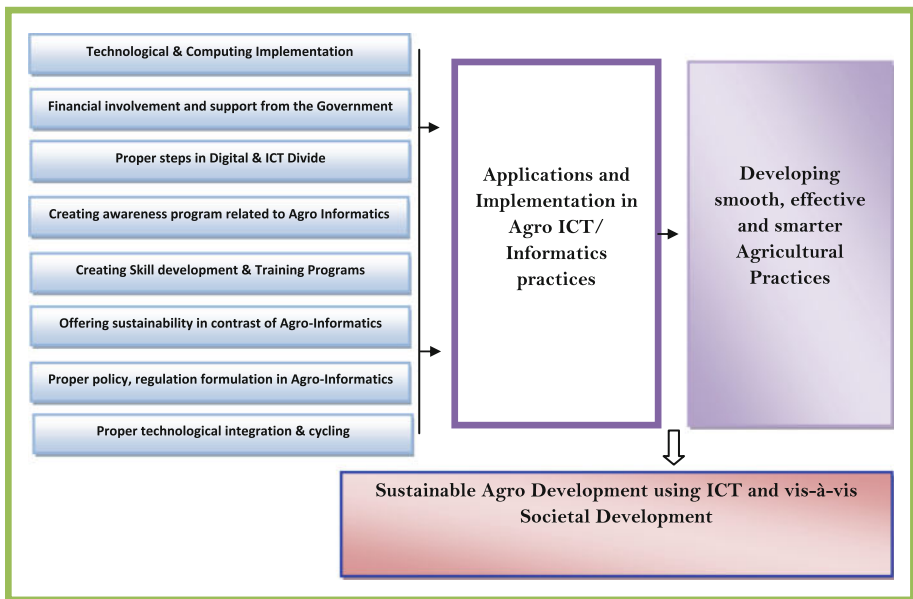 Technological & Computing Implementation
Financial involvement and support from the Government
Proper steps in Digital & ICT Divide
Creating awareness program related to Agro Informatics
Creating Skill development & Training Programs
Offering sustainability in contrast of Agro-Informatics
Proper policy, regulation formulation in Agro-Informatics
Proper technological integration & cycling
Applications and
Implementation in
Agro ICT/
Informatics
practices
Developing
smooth, effective
and smarter
Agricultural
Practices
Sustainable Agro Development using ICT and vis-à-vis
Societal Development